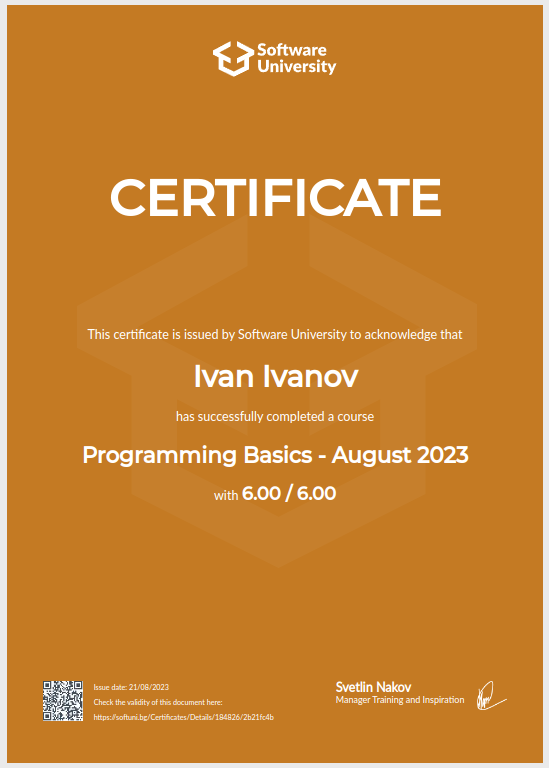 Software
University
CERTIFICATE
This certificate is issued by Software University to acknowledge that
Ivan Ivanov
has successfully completed a course
Programming Basics - August 2023
with 6.00 / 6.00
Issue date: 21/08/2023
Check the validity of this document here:
https://softuni.bg/Certificates/Details/184826/2b21fc4b
Svetlin Nakov
Manager Training and Inspiration